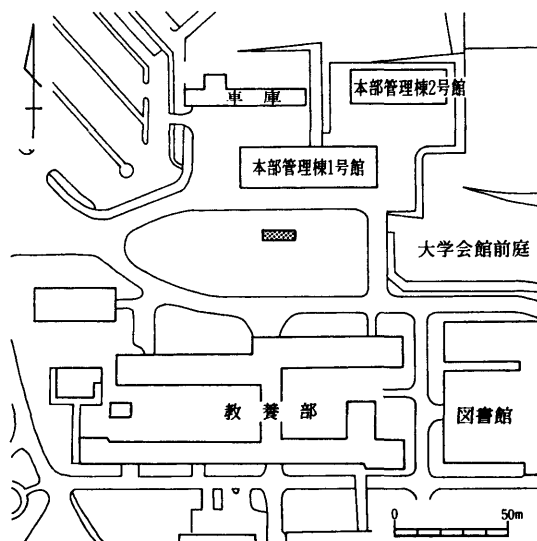 車庫
本部管理棟2号館
本部管理棟1号館
大学会館前庭
教養部
図書館
0 50m